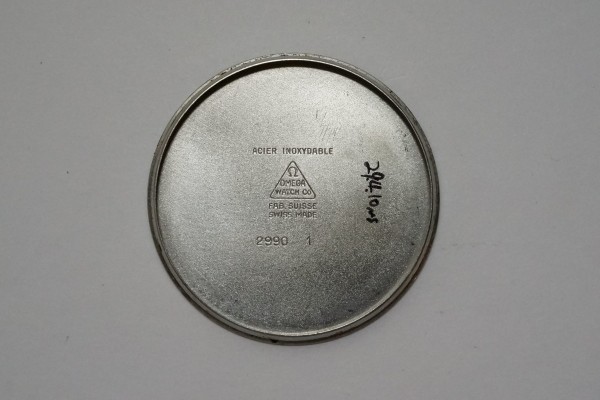 ACIER INOXYDABLE
Ω
OMEGA
WATCH Co
FAB. SUISSE
SWISS MADE
2990 1